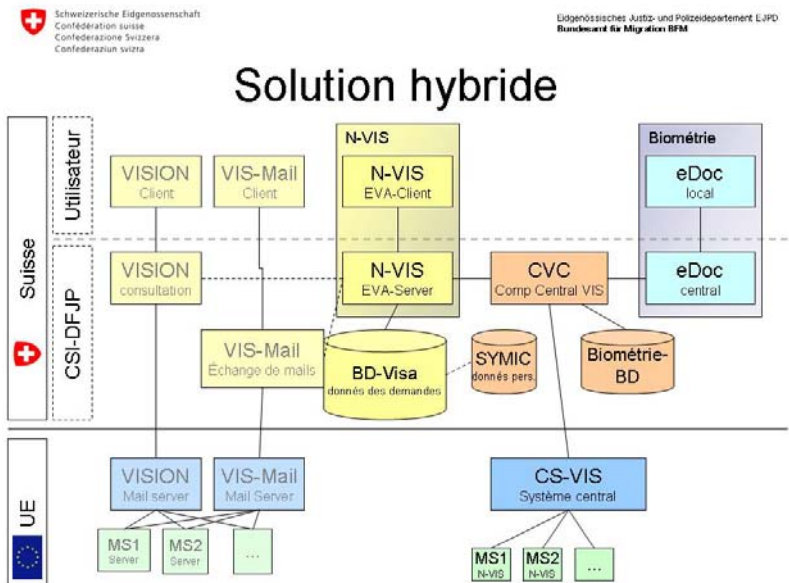 Schweizerische Eidgenossenschaft
Confédération suisse
Confederazione Svizzera
Confederaziun svizra
Eidgenössisches Justiz- und Polizeidepartement EJPD
Bundesamt für Migration BFM
Solution hybride
Suisse
Utilisateur
CSI-DFJP
UE
N-VIS
Biométrie
VISION
Client
VIS-Mail
Client
N-VIS
EVA-Client
eDoc
local
VISION
consultation
N-VIS
EVA-Server
CVC
Comp Central VIS
eDoc
central
VIS-Mail
Échange de mails
BD-Visa
donnés des demandes
SYMIC
donnés pers.
Biométrie-
BD
VISION
Mail server
VIS-Mail
Mail Server
CS-VIS
Système central
MS1
Server
MS2
Server
...
MS1
N-VIS
MS2
N-VIS
...